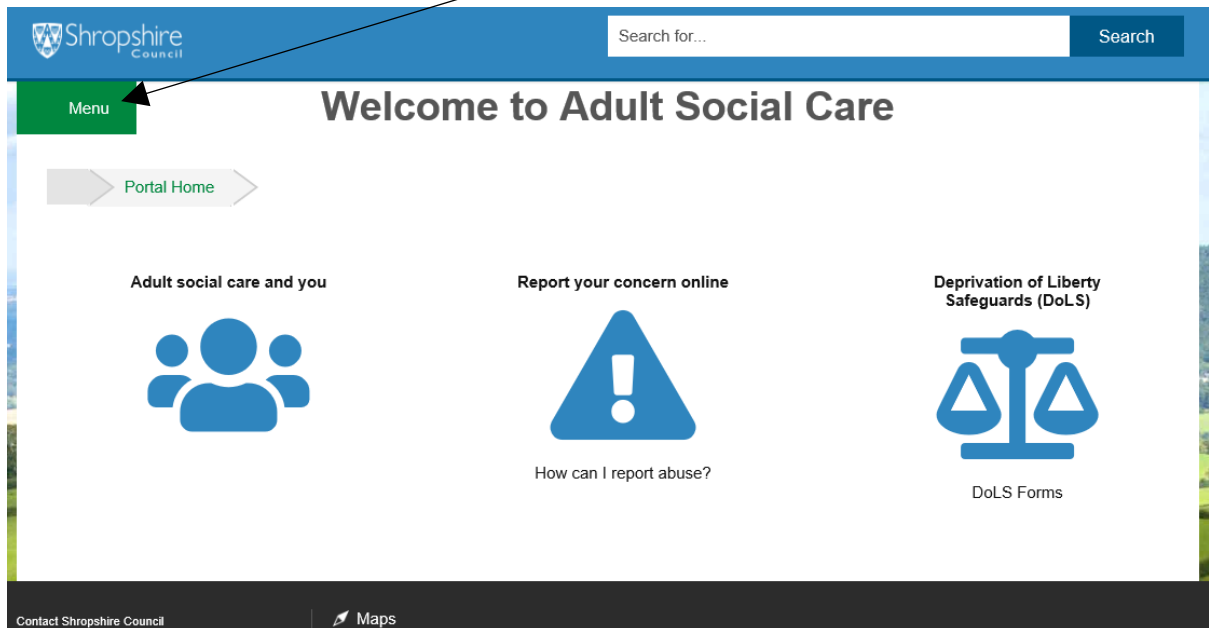 Shropshire
Council
Search for...
Search
Menu
Welcome to Adult Social Care
Portal Home
Adult social care and you
Report your concern online
How can I report abuse?
Deprivation of Liberty
Safeguards (DoLS)
DoLS Forms
Contact Shropshire Council
Maps